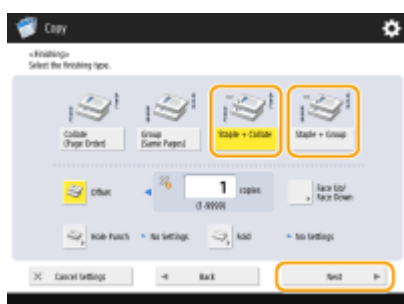 Copy
<Finishing>
Select the finishing type.
Collate
(Page Order)
Group
(Same Pages)
Staple + Collate
Staple + Group
Offset
1
copies
(1-9999)
Face Up/
Face Down
Hole Punch
No Settings
Fold
No Settings
Cancel Settings
Back
Next